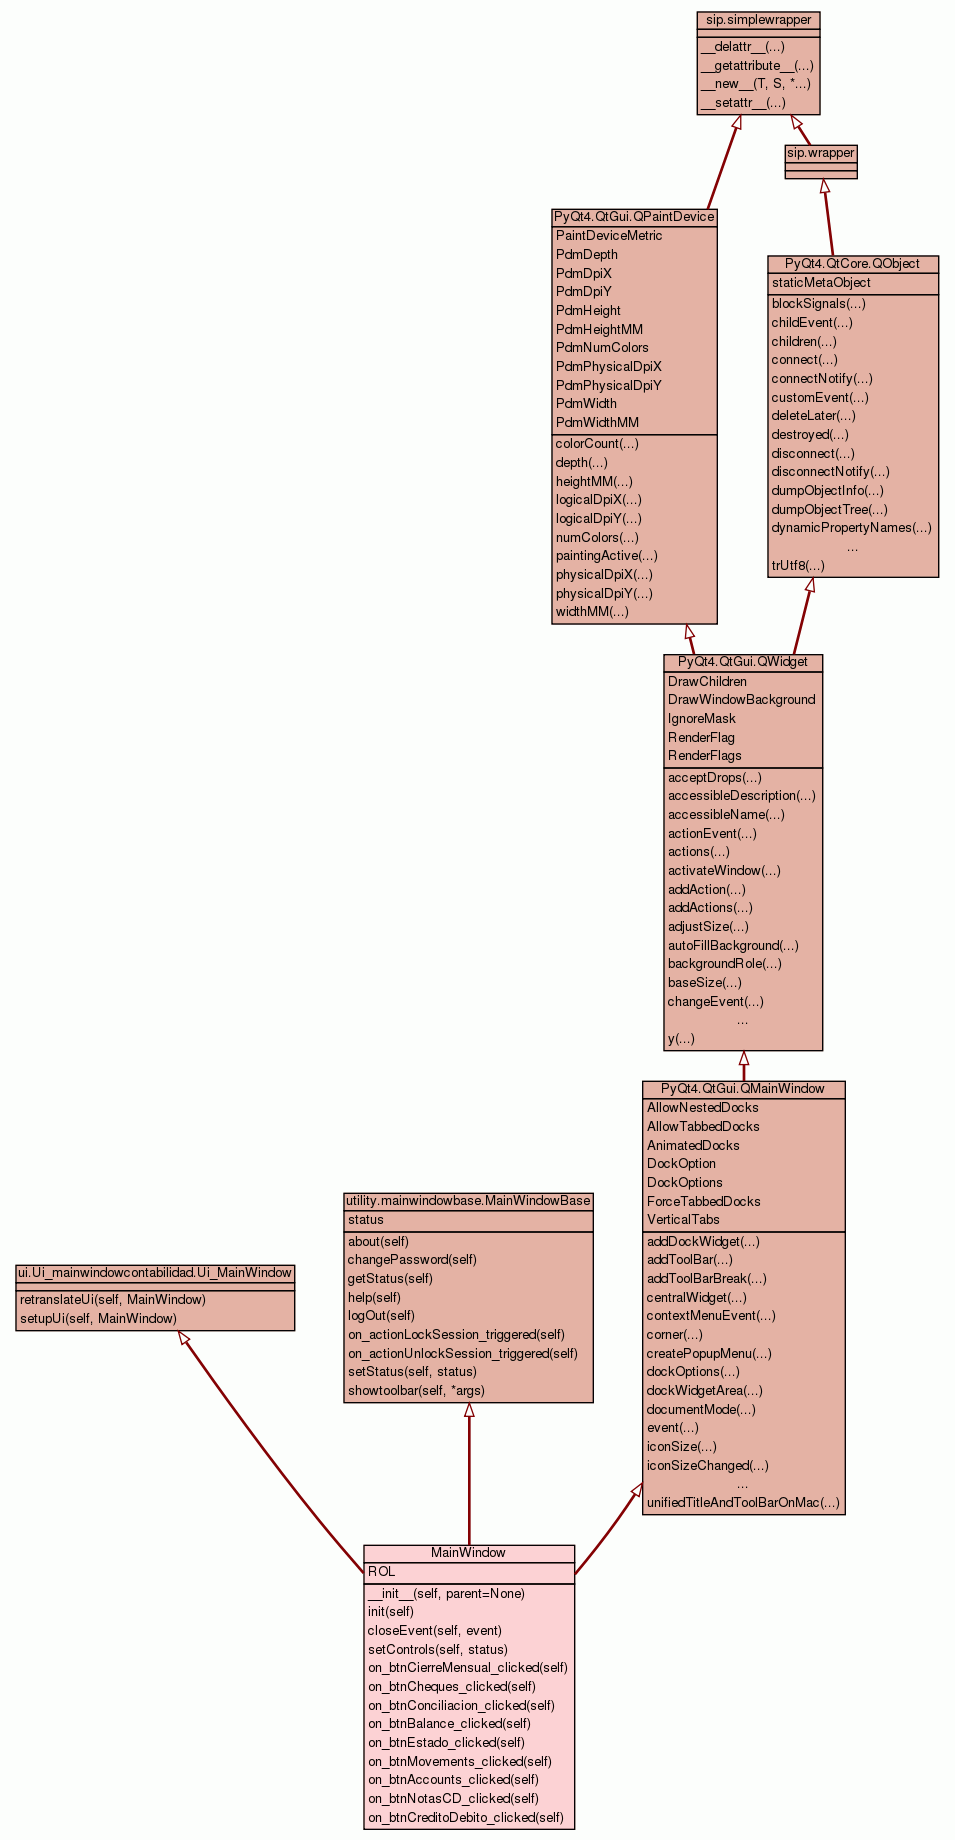 sip.simplewrapper
__delattr__(...)
__getattribute__(...)
__new__(T, S, *...)
__setattr__(...)
sip.wrapper
PyQt4.QtGui.QPaintDevice
PaintDeviceMetric
PdmDepth
PdmDpiX
PdmDpiY
PdmHeight
PdmHeightMM
PdmNumColors
PdmPhysicalDpiX
PdmPhysicalDpiY
PdmWidth
PdmWidthMM
colorCount(...)
depth(...)
heightMM(...)
logicalDpiX(...)
logicalDpiY(...)
numColors(...)
paintingActive(...)
physicalDpiX(...)
physicalDpiY(...)
widthMM(...)
PyQt4.QtCore.QObject
staticMetaObject
blockSignals(...)
childEvent(...)
children(...)
connect(...)
connectNotify(...)
customEvent(...)
deleteLater(...)
destroyed(...)
disconnect(...)
disconnectNotify(...)
dumpObjectInfo(...)
dumpObjectTree(...)
dynamicPropertyNames(...)
...
trUtf8(...)
PyQt4.QtGui.QWidget
DrawChildren
DrawWindowBackground
IgnoreMask
RenderFlag
RenderFlags
acceptDrops(...)
accessibleDescription(...)
accessibleName(...)
actionEvent(...)
actions(...)
activateWindow(...)
addAction(...)
addActions(...)
adjustSize(...)
autoFillBackground(...)
backgroundRole(...)
baseSize(...)
changeEvent(...)
...
y(...)
PyQt4.QtGui.QMainWindow
AllowNestedDocks
AllowTabbedDocks
AnimatedDocks
DockOption
DockOptions
ForceTabbedDocks
VerticalTabs
addDockWidget(...)
addToolBar(...)
addToolBarBreak(...)
centralWidget(...)
contextMenuEvent(...)
corner(...)
createPopupMenu(...)
dockOptions(...)
dockWidgetArea(...)
documentMode(...)
event(...)
iconSize(...)
iconSizeChanged(...)
...
unifiedTitleAndToolBarOnMac(...)
utility.mainwindowbase.MainWindowBase
status
about(self)
changePassword(self)
getStatus(self)
help(self)
logOut(self)
on_actionLockSession_triggered(self)
on_actionUnlockSession_triggered(self)
setStatus(self, status)
showtoolbar(self, *args)
ui.Ui_mainwindowcontabilidad.Ui_MainWindow
retranslateUi(self, MainWindow)
setupUi(self, MainWindow)
MainWindow
ROL
__init__(self, parent=None)
init(self)
closeEvent(self, event)
setControls(self, status)
on_btnCierreMensual_clicked(self)
on_btnCheques_clicked(self)
on_btnConciliacion_clicked(self)
on_btnBalance_clicked(self)
on_btnEstado_clicked(self)
on_btnMovements_clicked(self)
on_btnAccounts_clicked(self)
on_btnNotasCD_clicked(self)
on_btnCreditoDebito_clicked(self)